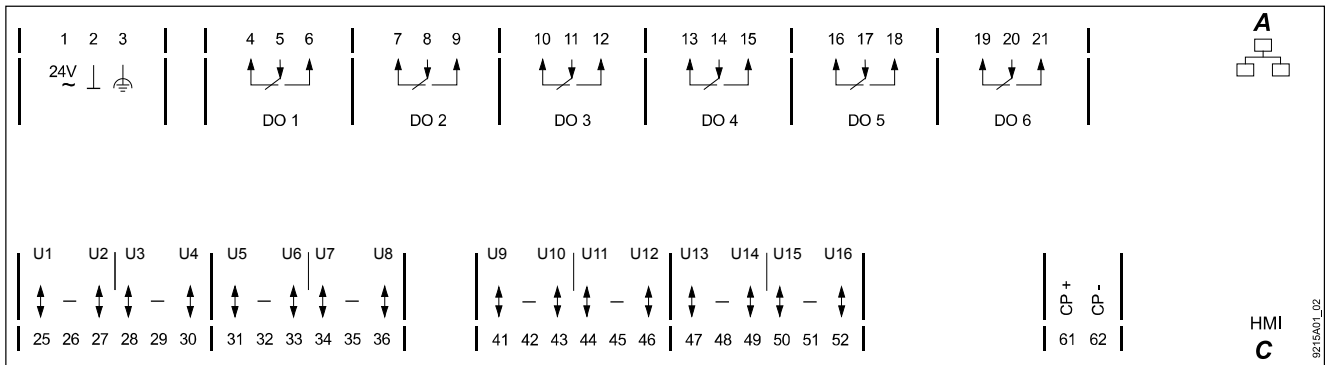 1 2 3 4 5 6 7 8 9 10 11 12 13 14 15 16 17 18 19 20 21 A
24V
~
DO 1 DO 2 DO 3 DO 4 DO 5 DO 6
U1 U2 U3 U4 U5 U6 U7 U8 U9 U10 U11 U12 U13 U14 U15 U16
CP + CP -
25 26 27 28 29 30 31 32 33 34 35 36 41 42 43 44 45 46 47 48 49 50 51 52 61 62
HMI
C
9215A01_02